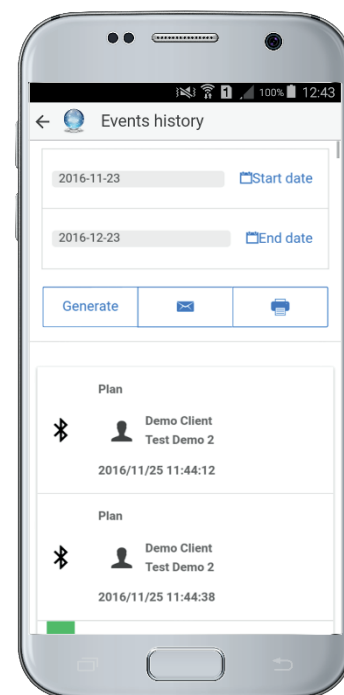 1 100% 12:43
Events history
2016-11-23 Start date
2016-12-23 End date
Generate
Plan
Demo Client
Test Demo 2
2016/11/25 11:44:12
Plan
Demo Client
Test Demo 2
2016/11/25 11:44:38